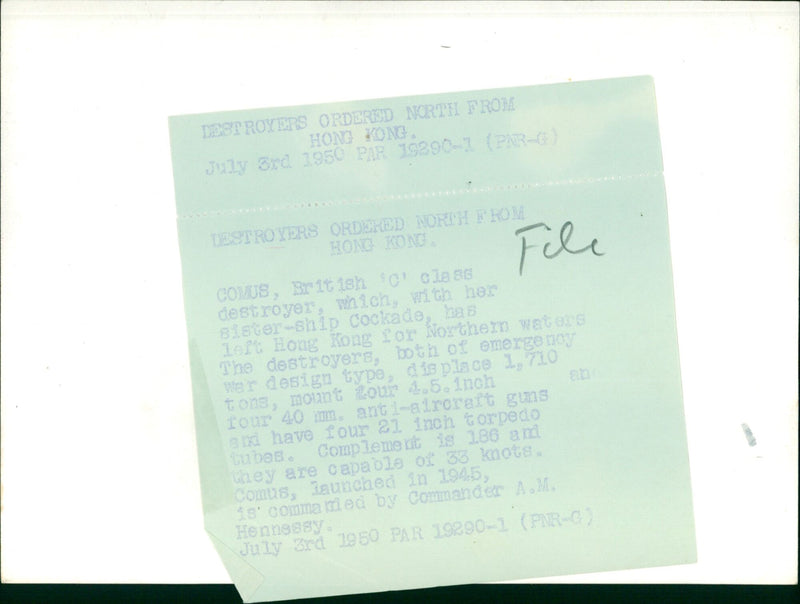 DESTROYERS ORDERED NORTH FROM
HONG KONG.
July 3rd 1950 PAR 19290-1 (PNR-G)
DESTROYERS ORDERED NORTH FROM
HONG KONG.
File
COMUS, British 'C' class
destroyer, which, with her
sister-ship Cockade, has
left Hong Kong for Northern waters
The destroyers, both of emergency
war design type, displace 1,710
tons, mount four 4.5.inch an
four 40 mm. anti-aircraft guns
and have four 21 inch torpedo
tubes. Complement is 186 and
they are capable of 33 knots.
Comus, launched in 1945,
is commanded by Commander A.M.
Hennessy.
July 3rd 1950 PAR 19290-1 (PNR-G)